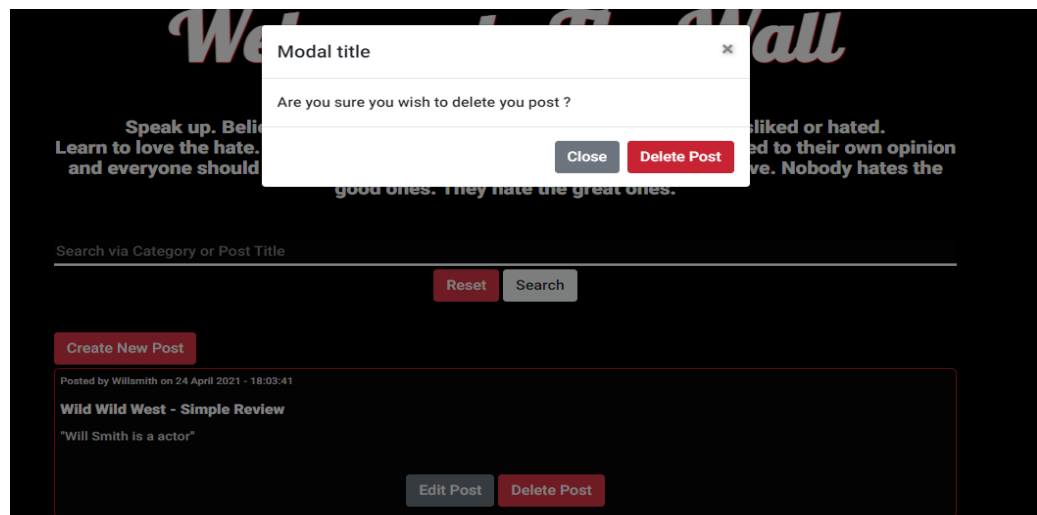 We
all
Modal title
×
Are you sure you wish to delete you post ?
Close
Delete Post
Speak up.
sliked or hated.
Learn to love the hate.
ed to their own opinion
and everyone should
ve. Nobody hates the
good ones. They hate the great ones.
Search via Category or Post Title
Reset
Search
Create New Post
Posted by Willsmith on 24 April 2021 - 18:03:41
Wild Wild West - Simple Review
"Will Smith is a actor"
Edit Post
Delete Post